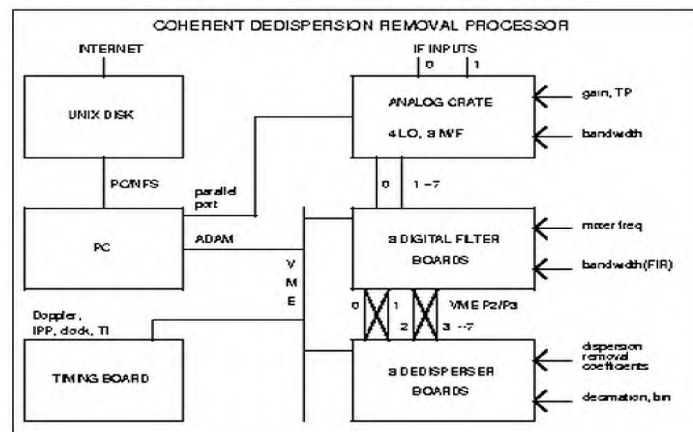 COHERENT DEDISPERSION REMOVAL PROCESSOR
INTERNET
IF INPUTS
0 1
UNIX DISK
ANALOG CRATE
4 LO, 8 M/F
gain, TP
bandwidth
PC/NFS
parallel
port
0 1 --7
PC
ADAM
V
M
E
8 DIGITAL FILTER
BOARDS
mixer freq
bandwidth(FIR)
0 1 VME P2/P3
2 3 --7
Doppler,
IPP, clock, TI
TIMING BOARD
8 DEDISPERSER
BOARDS
dispersion
removal
coefficients
decimation, bin